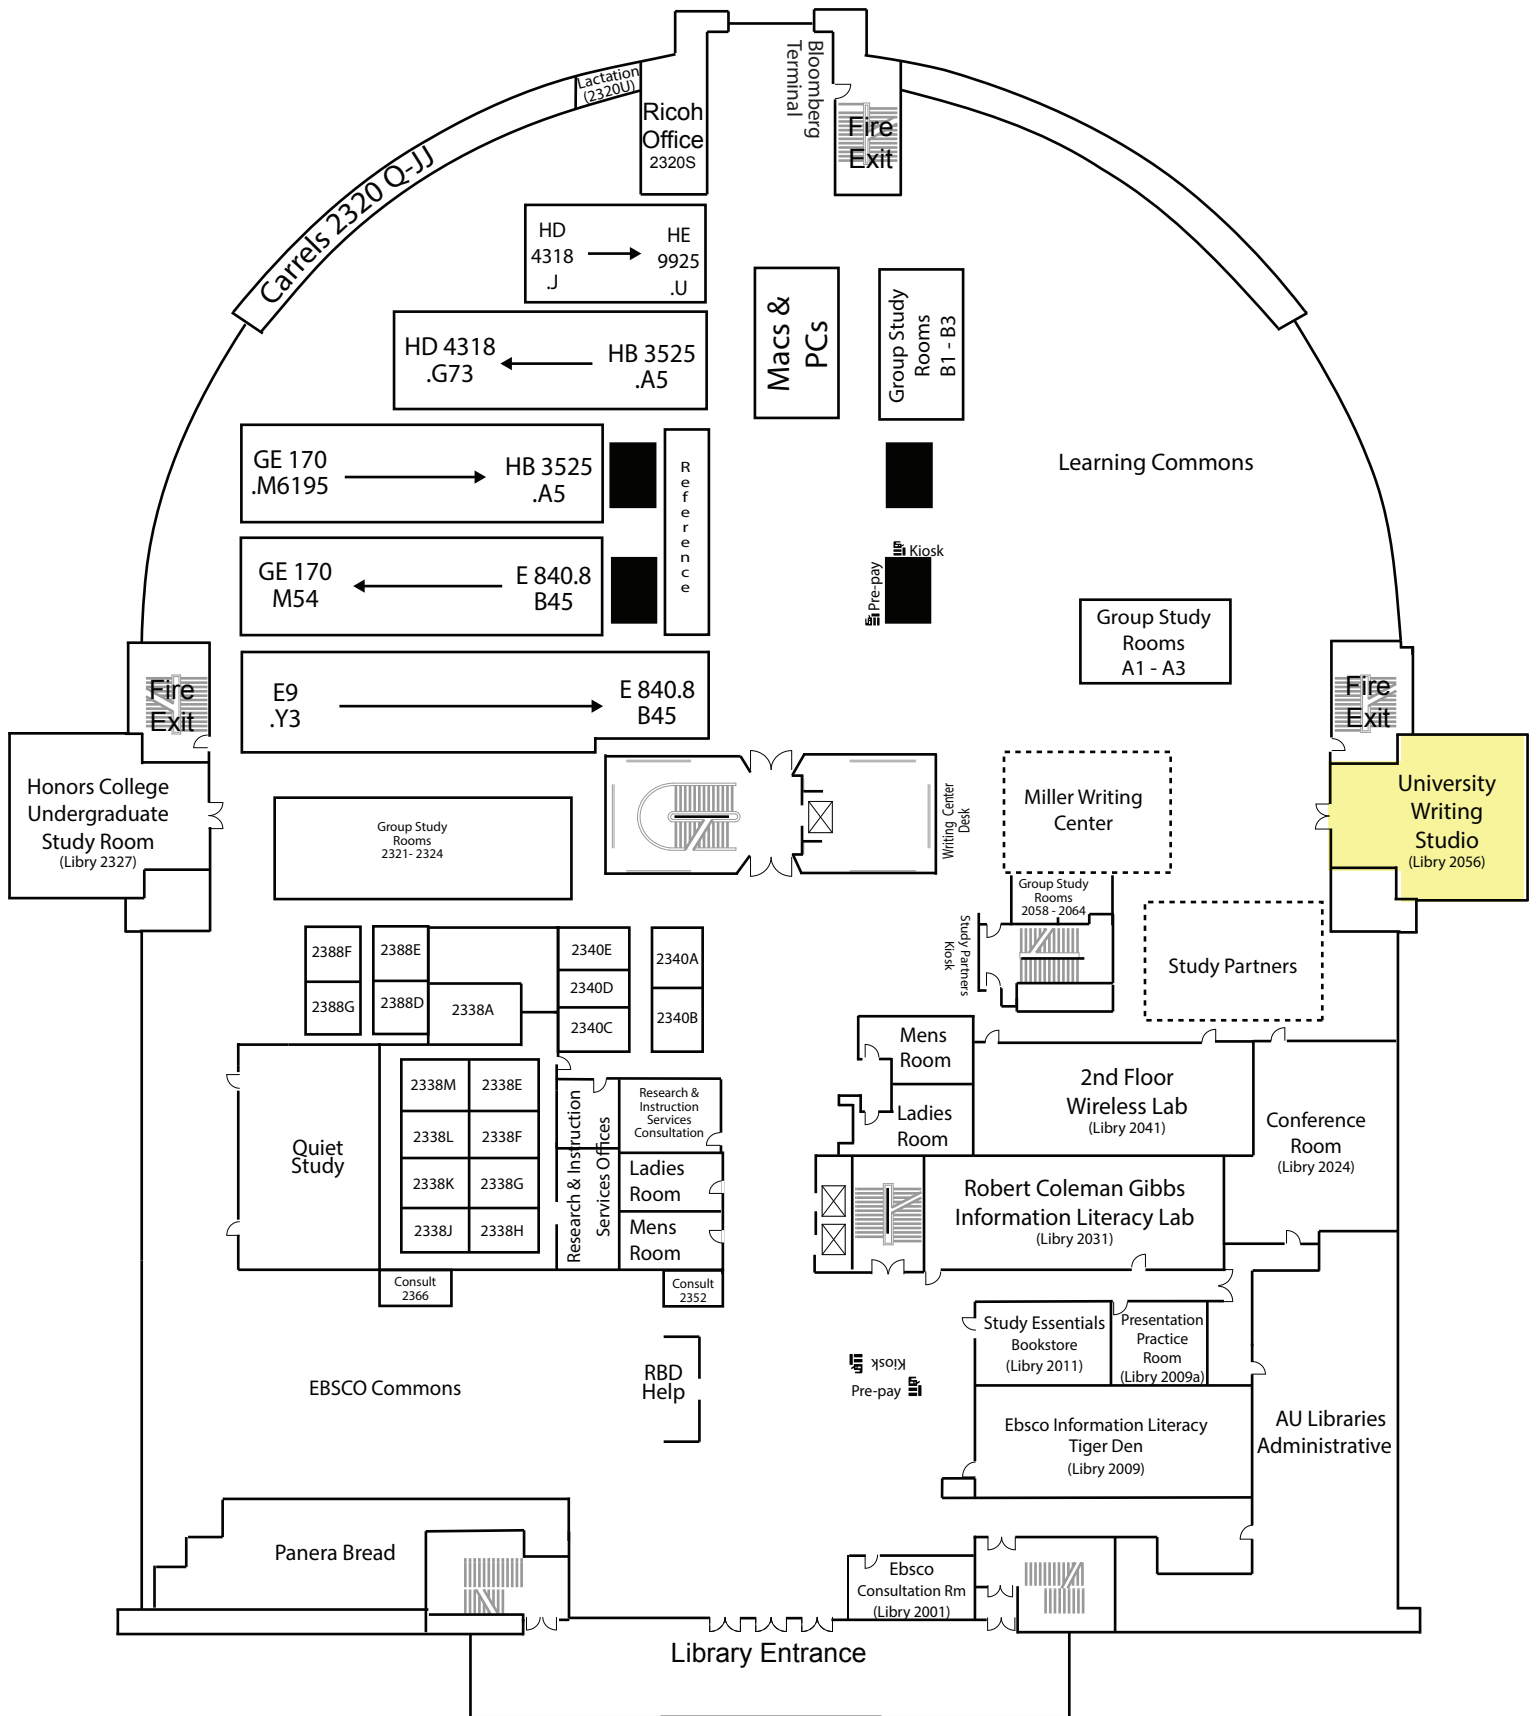 Lactation
(2320U)
Ricoh
Office
2320S
Bloomberg
Terminal
Fire
Exit
Carrels 2320 Q-JJ
HD
4318
.J
HE
9925
.U
HD 4318
.G73
HB 3525
.A5
Macs &
PCs
Group Study
Rooms
B1 - B3
GE 170
.M6195
HB 3525
.A5
Reference
Learning Commons
GE 170
M54
E 840.8
B45
Kiosk
Pre-pay
Group Study
Rooms
A1 - A3
E9
.Y3
E 840.8
B45
Fire
Exit
Fire
Exit
Honors College
Undergraduate
Study Room
(Libry 2327)
Group Study
Rooms
2321- 2324
Writing Center
Desk
Miller Writing
Center
University
Writing
Studio
(Libry 2056)
Group Study
Rooms
2058 - 2064
Study Partners
Kiosk
Study Partners
2388F
2388E
2340E
2340A
2388G
2388D
2338A
2340D
2340C
2340B
Mens
Room
Ladies
Room
2nd Floor
Wireless Lab
(Libry 2041)
Conference
Room
(Libry 2024)
Quiet
Study
2338M
2338E
2338L
2338F
2338K
2338G
2338J
2338H
Research & Instruction
Services Offices
Research &
Instruction
Services
Consultation
Ladies
Room
Mens
Room
Robert Coleman Gibbs
Information Literacy Lab
(Libry 2031)
Consult
2366
Consult
2352
EBSCO Commons
RBD
Help
Kiosk
Pre-pay
Study Essentials
Bookstore
(Libry 2011)
Presentation
Practice
Room
(Libry 2009a)
Ebsco Information Literacy
Tiger Den
(Libry 2009)
AU Libraries
Administrative
Panera Bread
Ebsco
Consultation Rm
(Libry 2001)
Library Entrance